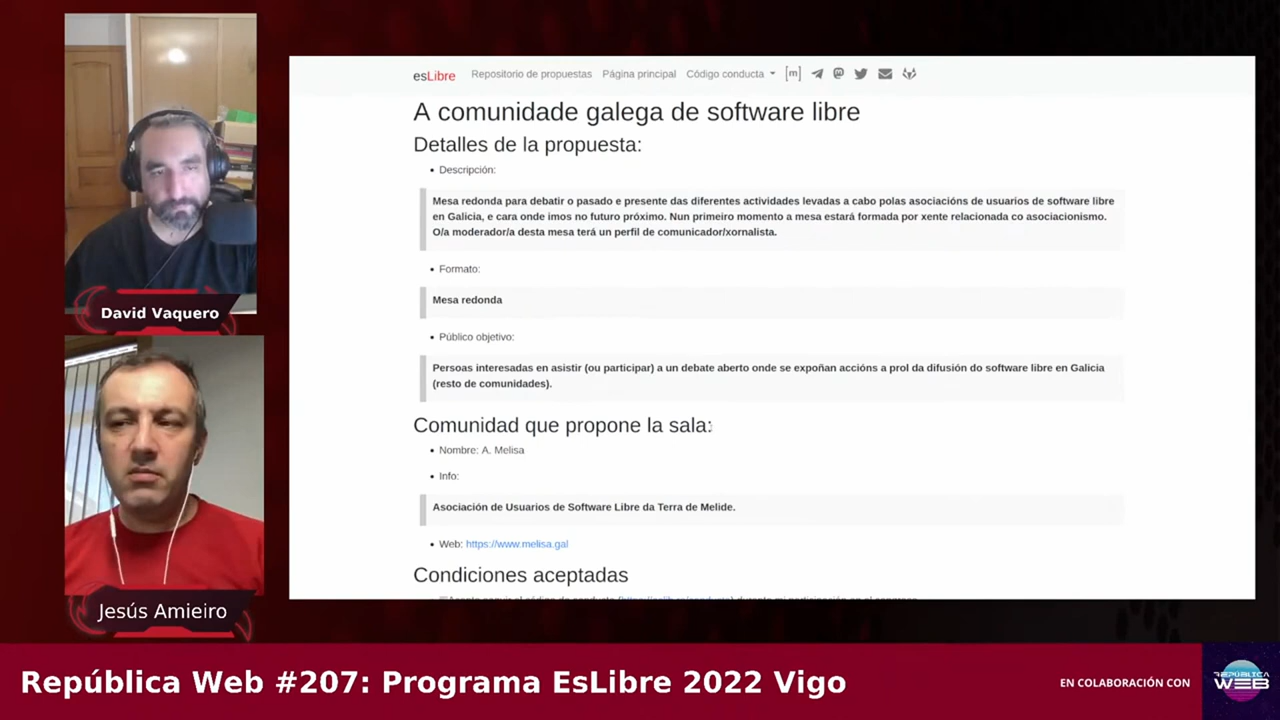 esLibre Repositorio de propuestas Página principal Código conducta [m]
A comunidade galega de software libre
Detalles de la propuesta:
• Descripción:
Mesa redonda para debatir o pasado e presente das diferentes actividades levadas a cabo polas asociacións de usuarios de software libre
en Galicia, e cara onde imos no futuro próximo. Nun primeiro momento a mesa estará formada por xente relacionada co asociacionismo.
O/a moderador/a desta mesa terá un perfil de comunicador/xornalista.
• Formato:
Mesa redonda
• Público objetivo:
Persoas interesadas en asistir (ou participar) a un debate aberto onde se expoñan accións a prol da difusión do software libre en Galicia
(resto de comunidades).
Comunidad que propone la sala:
• Nombre: A. Melisa
• Info:
Asociación de Usuarios de Software Libre da Terra de Melide.
• Web: https://www.melisa.gal
Condiciones aceptadas
David Vaquero
Jesús Amieiro
República Web #207: Programa EsLibre 2022 Vigo
EN COLABORACIÓN CON
REPÚBLICA
WEB